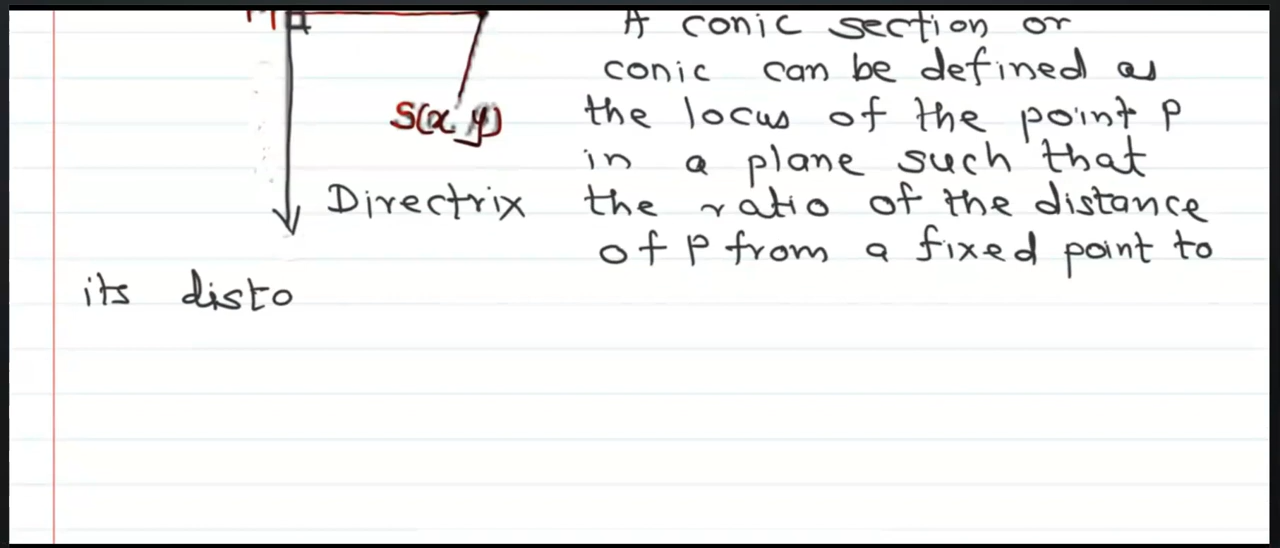 M
A conic section or
S(x, y)
conic can be defined as
the locus of the point P
in a plane such that
Directrix
the ratio of the distance
of P from a fixed point to
its disto